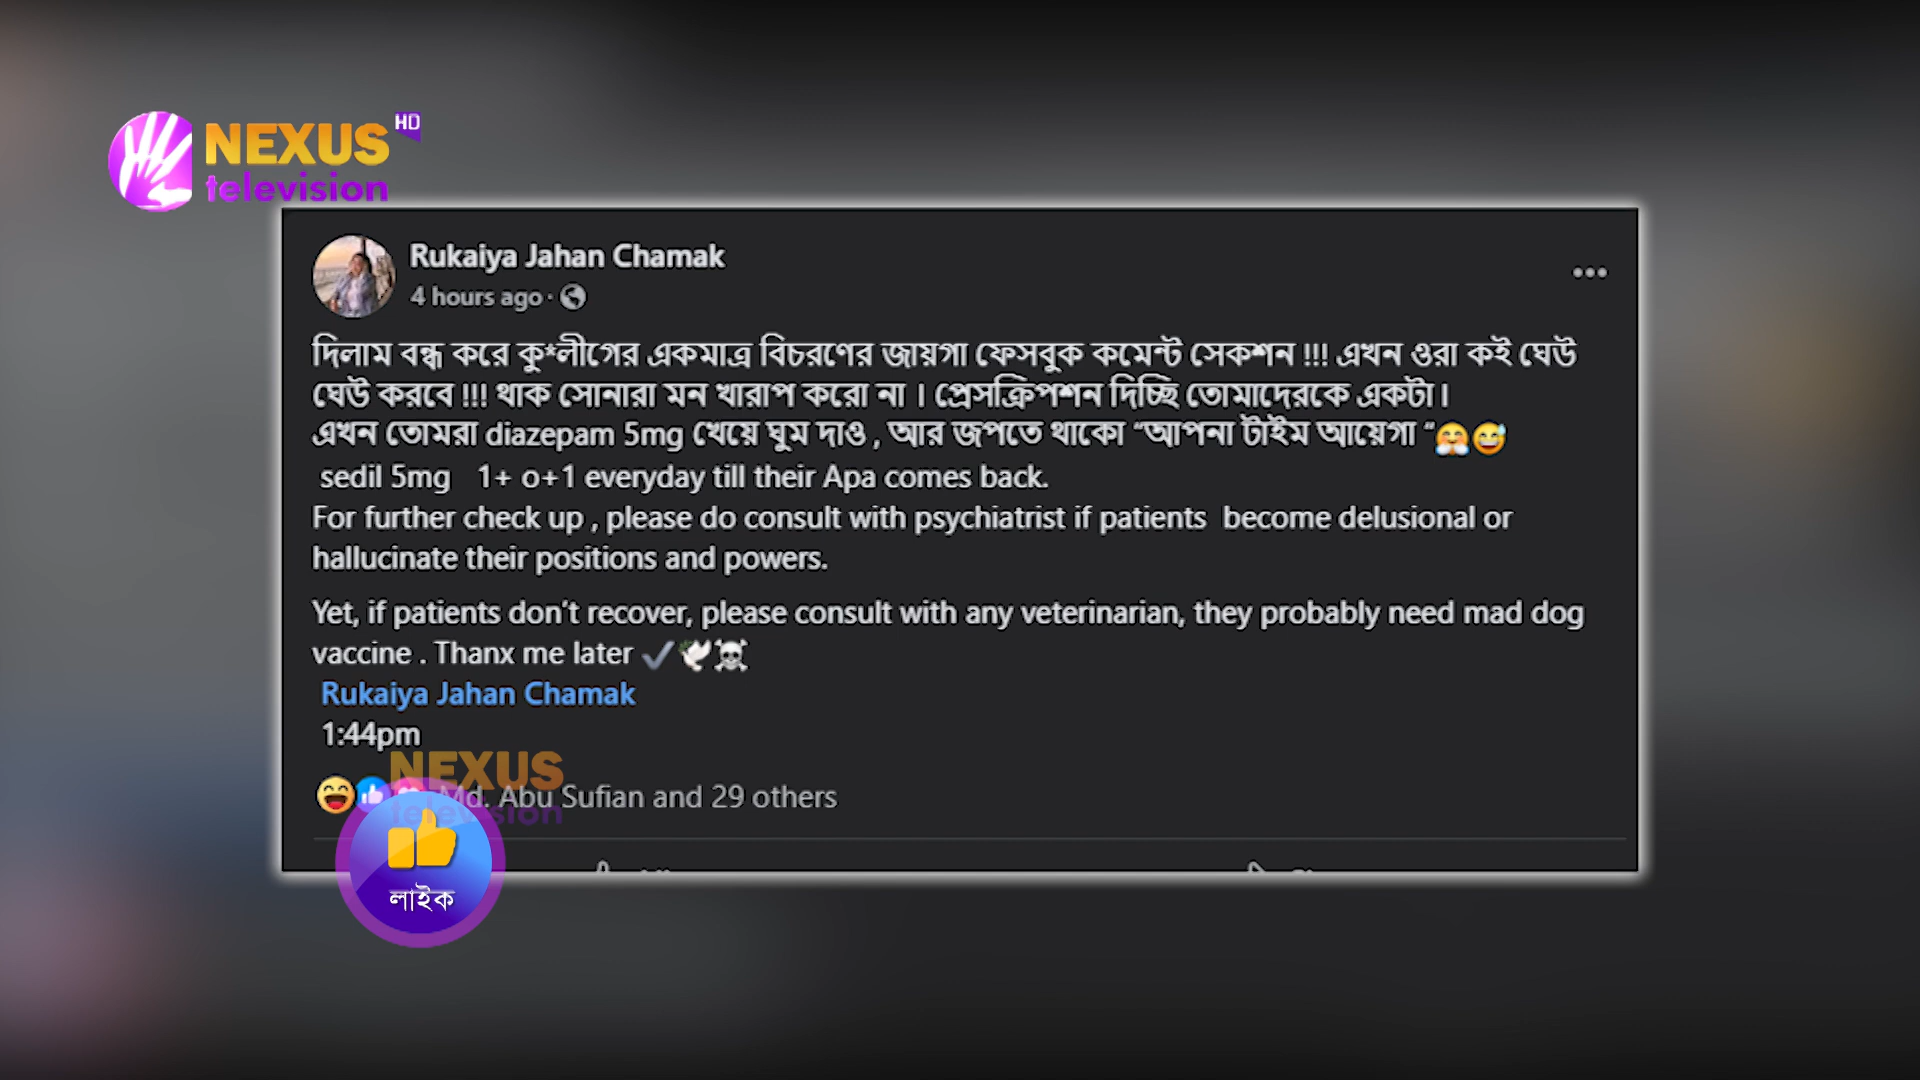 NEXUS HD
television
Rukaiya Jahan Chamak
4 hours ago ·
দিলাম বন্ধ করে কু*লীগের একমাত্র বিচরণের জায়গা ফেসবুক কমেন্ট সেকশন !!! এখন ওরা কই ঘেউ
ঘেউ করবে !!! থাক সোনারা মন খারাপ করো না । প্রেসক্রিপশন দিচ্ছি তোমাদেরকে একটা।
এখন তোমরা diazepam 5mg খেয়ে ঘুম দাও , আর জপতে থাকো “আপনা টাইম আয়েগা “🤗😅
sedil 5mg 1+ o+1 everyday till their Apa comes back.
For further check up , please do consult with psychiatrist if patients become delusional or
hallucinate their positions and powers.
Yet, if patients don't recover, please consult with any veterinarian, they probably need mad dog
vaccine . Thanx me later ✔️🕊️☠️
Rukaiya Jahan Chamak
1:44pm
NEXUS
television
Md. Abu Sufian and 29 others
লাইক